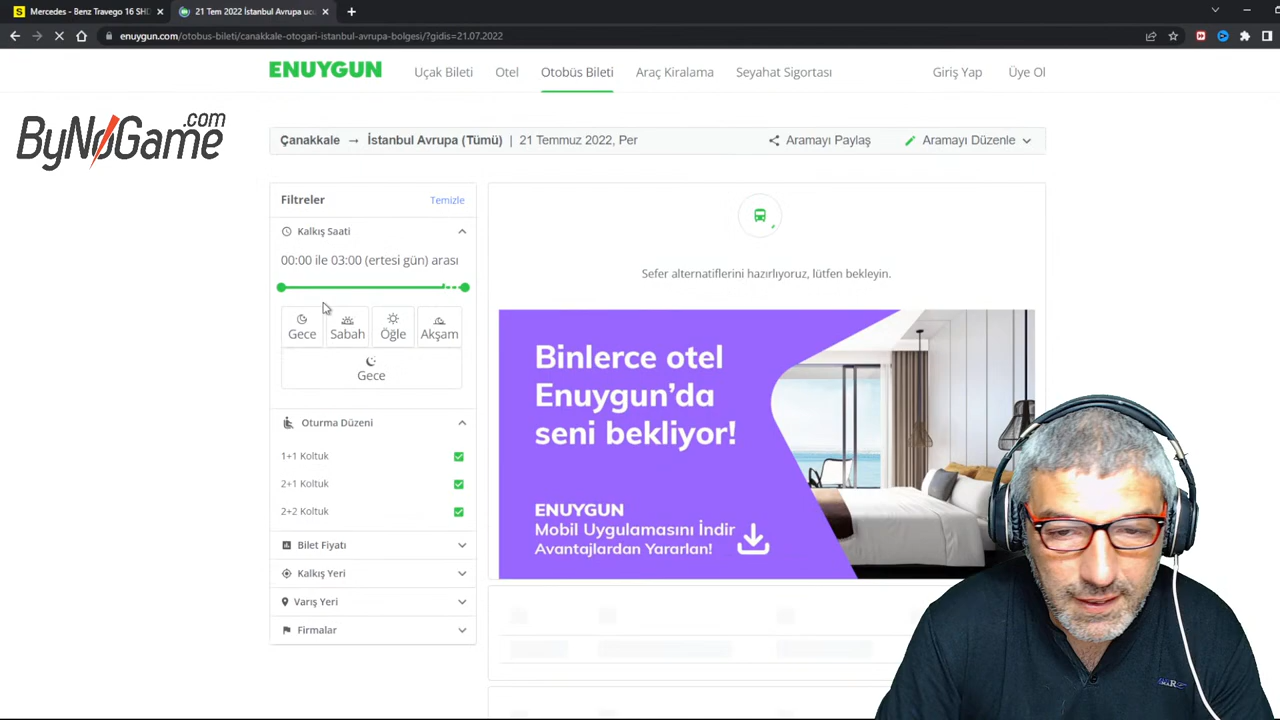 Mercedes - Benz Travego 16 SHD
21 Tem 2022 İstanbul Avrupa ucu
enuygun.com/otobus-bileti/canakkale-otogari-istanbul-avrupa-bolgesi/?gidis=21.07.2022
ENUYGUN
Uçak Bileti
Otel
Otobüs Bileti
Araç Kiralama
Seyahat Sigortası
Giriş Yap
Üye Ol
ByNoGame.com
Çanakkale → İstanbul Avrupa (Tümü) | 21 Temmuz 2022, Per
Aramayı Paylaş
Aramayı Düzenle
Filtreler
Temizle
Kalkış Saati
00:00 ile 03:00 (ertesi gün) arası
Gece
Sabah
Öğle
Akşam
Gece
Oturma Düzeni
1+1 Koltuk
2+1 Koltuk
2+2 Koltuk
Bilet Fiyatı
Kalkış Yeri
Varış Yeri
Firmalar
Sefer alternatiflerini hazırlıyoruz, lütfen bekleyin.
Binlerce otel
Enuygun’da
seni bekliyor!
ENUYGUN
Mobil Uygulamasını İndir
Avantajlardan Yararlan!